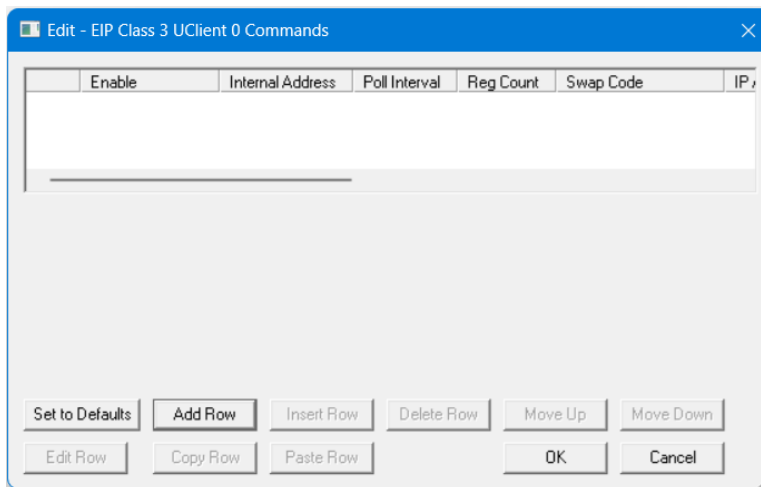 Edit - EIP Class 3 UClient 0 Commands
Enable Internal Address Poll Interval Reg Count Swap Code IP
Set to Defaults Add Row Insert Row Delete Row Move Up Move Down
Edit Row Copy Row Paste Row OK Cancel